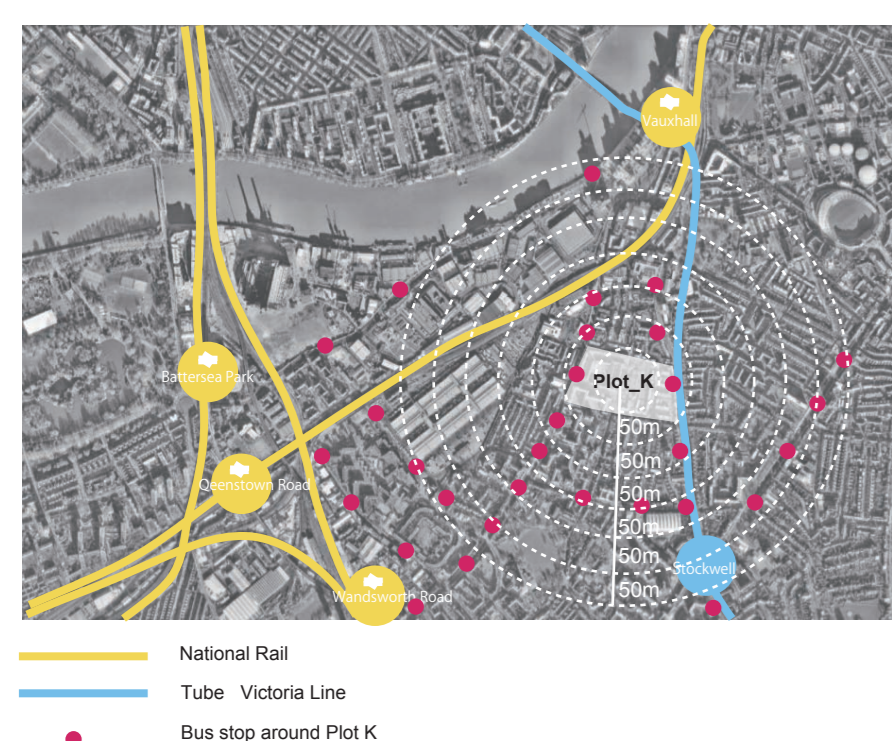 Vauxhall
Battersea Park
Plot_K
50m
50m
Qeenstown Road
50m
50m
50m
Stockwell
50m
Wandsworth Road
National Rail
Tube Victoria Line
Bus stop around Plot K